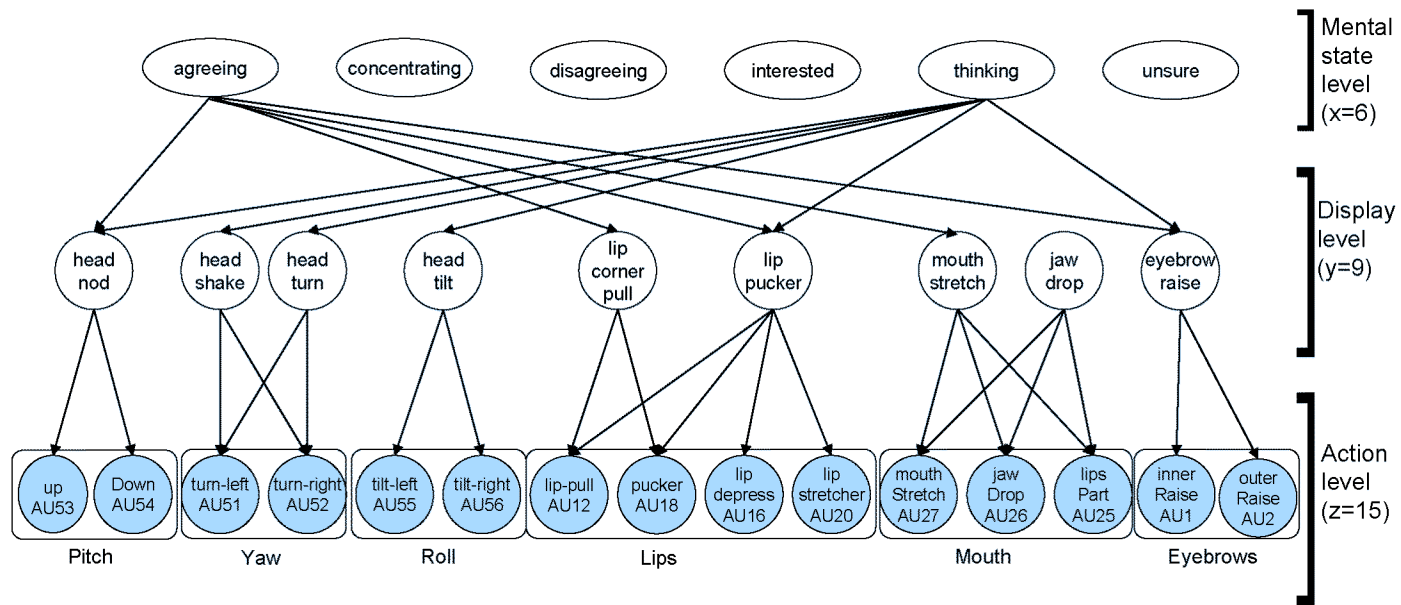 agreeing
concentrating
disagreeing
interested
thinking
unsure
Mental
state
level
(x=6)
head
nod
head
shake
head
turn
head
tilt
lip
corner
pull
lip
pucker
mouth
stretch
jaw
drop
eyebrow
raise
Display
level
(y=9)
up
AU53
Down
AU54
turn-left
AU51
turn-right
AU52
tilt-left
AU55
tilt-right
AU56
lip-pull
AU12
pucker
AU18
lip
depress
AU16
lip
stretcher
AU20
mouth
Stretch
AU27
jaw
Drop
AU26
lips
Part
AU25
inner
Raise
AU1
outer
Raise
AU2
Action
level
(z=15)
Pitch
Yaw
Roll
Lips
Mouth
Eyebrows